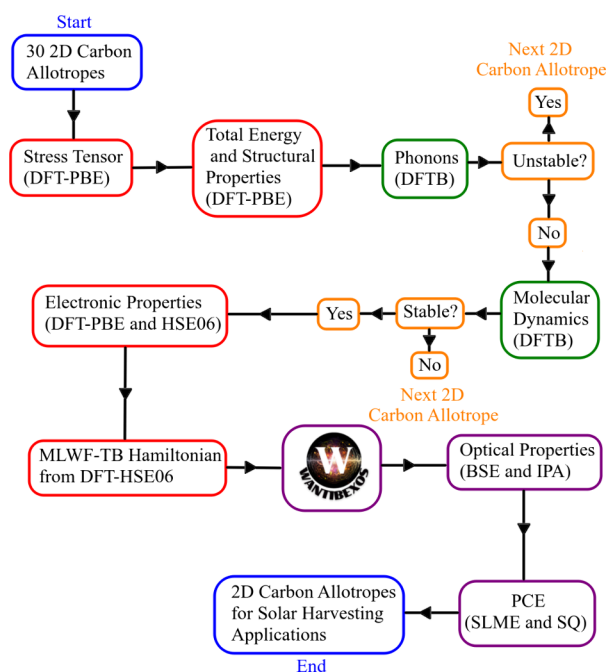 Start
30 2D Carbon
Allotropes
Stress Tensor
(DFT-PBE)
Total Energy
and Structural
Properties
(DFT-PBE)
Phonons
(DFTB)
Unstable?
Yes
Next 2D
Carbon Allotrope
No
Molecular
Dynamics
(DFTB)
Stable?
No
Next 2D
Carbon Allotrope
Yes
Electronic Properties
(DFT-PBE and HSE06)
MLWF-TB Hamiltonian
from DFT-HSE06
W
WANTIBEXOS
Optical Properties
(BSE and IPA)
PCE
(SLME and SQ)
2D Carbon Allotropes
for Solar Harvesting
Applications
End